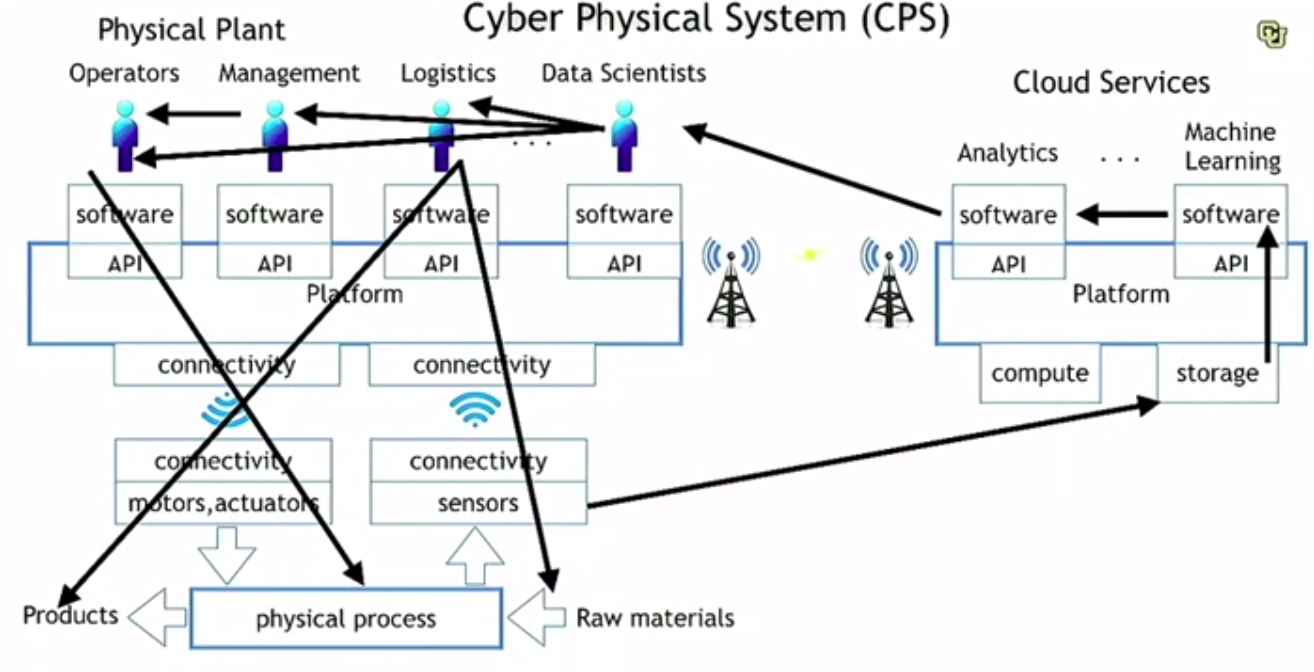 Cyber Physical System (CPS)
Physical Plant
Operators Management Logistics Data Scientists
Cloud Services
Analytics . . . Machine
Learning
. . .
software software software software software software
API API API API API API
Platform Platform
connectivity connectivity
compute storage
connectivity connectivity
motors,actuators sensors
Products physical process Raw materials